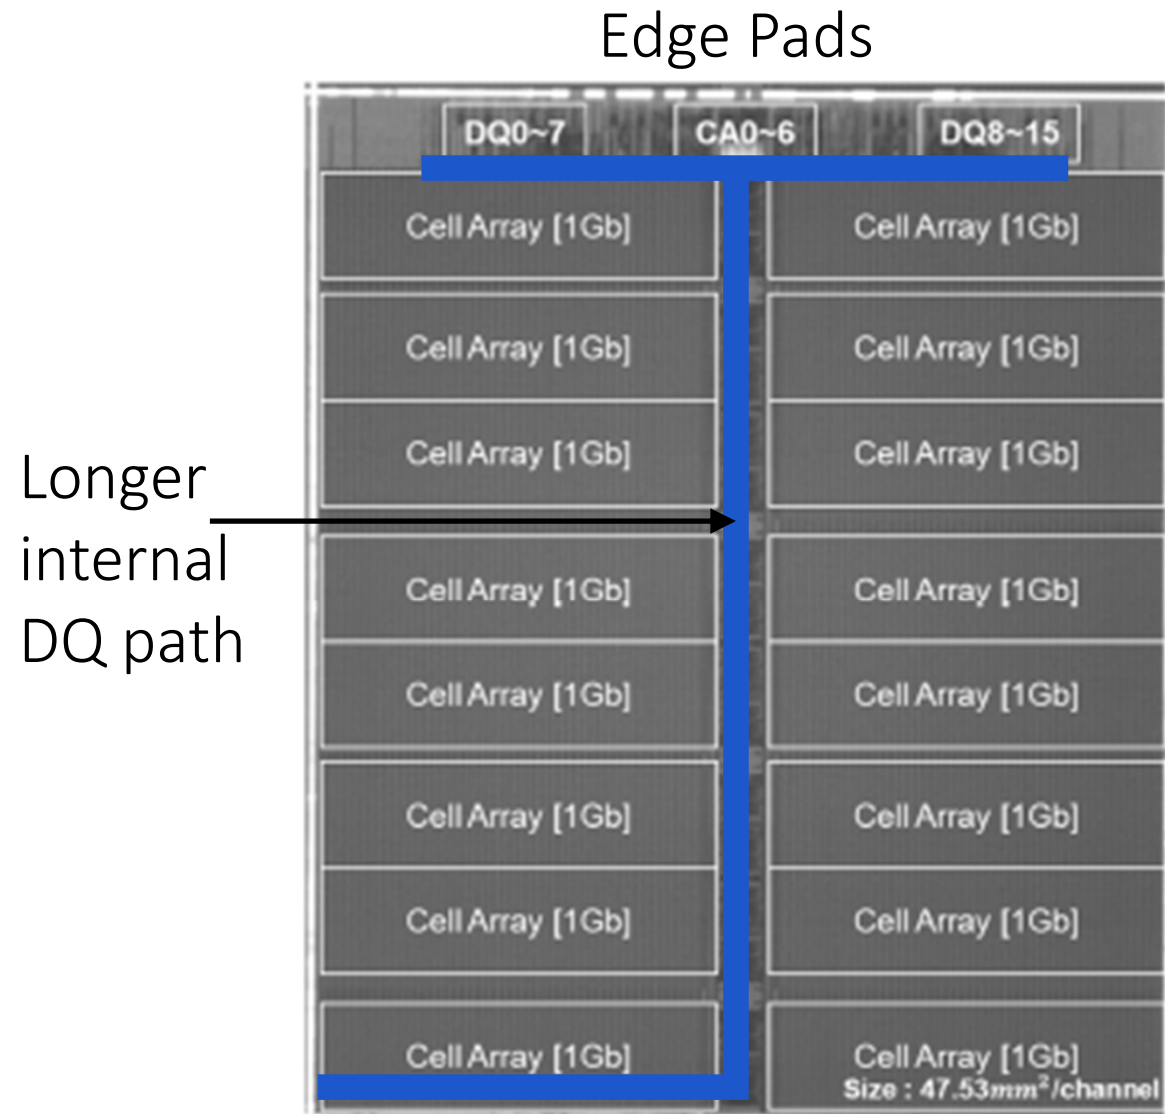 Edge Pads
DQ0~7 CA0~6 DQ8~15
Cell Array [1Gb] Cell Array [1Gb]
Cell Array [1Gb] Cell Array [1Gb]
Cell Array [1Gb] Cell Array [1Gb]
Longer
internal
DQ path
Cell Array [1Gb] Cell Array [1Gb]
Cell Array [1Gb] Cell Array [1Gb]
Cell Array [1Gb] Cell Array [1Gb]
Cell Array [1Gb] Cell Array [1Gb]
Cell Array [1Gb] Cell Array [1Gb]
Size : 47.53mm²/channel